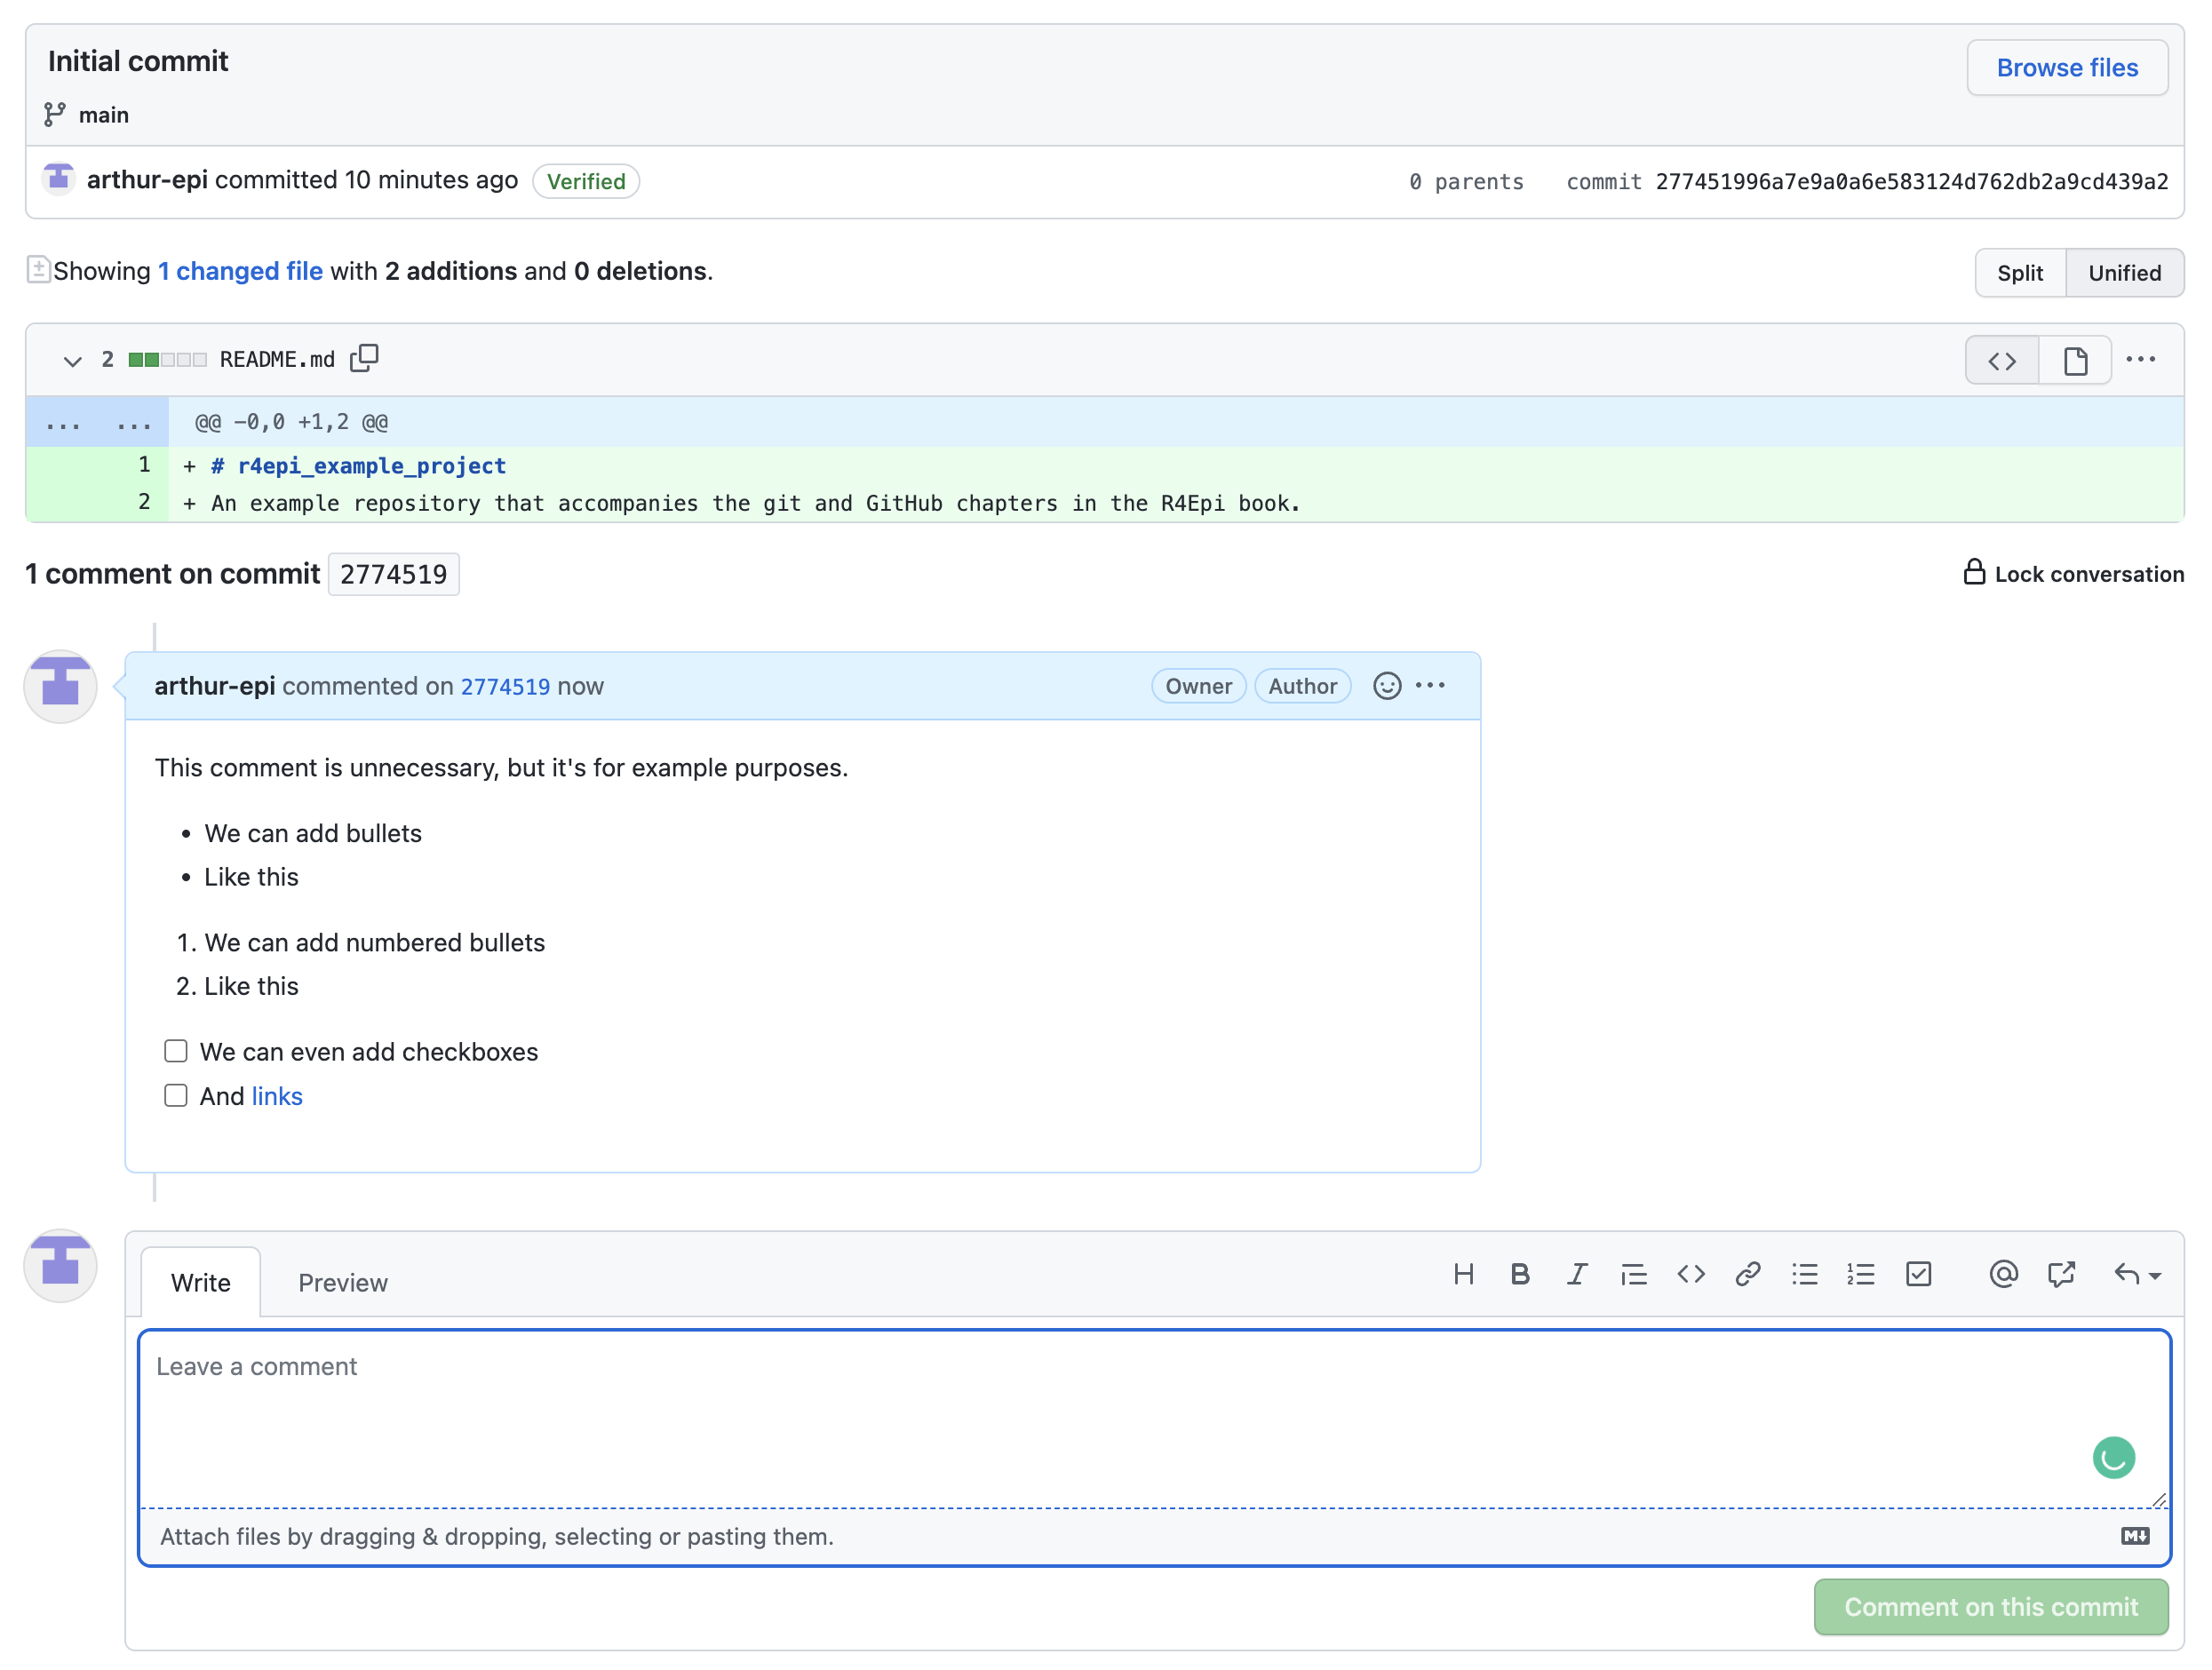 Initial commit
Browse files
main
arthur-epi committed 10 minutes ago Verified
0 parents commit 277451996a7e9a0a6e583124d762db2a9cd439a2
Showing 1 changed file with 2 additions and 0 deletions.
Split Unified
2 README.md
... ... @@ -0,0 +1,2 @@
1 + # r4epi_example_project
2 + An example repository that accompanies the git and GitHub chapters in the R4Epi book.
1 comment on commit 2774519
Lock conversation
arthur-epi commented on 2774519 now
Owner Author
This comment is unnecessary, but it's for example purposes.
• We can add bullets
• Like this
1. We can add numbered bullets
2. Like this
We can even add checkboxes
And links
Write Preview
Leave a comment
Attach files by dragging & dropping, selecting or pasting them.
Comment on this commit